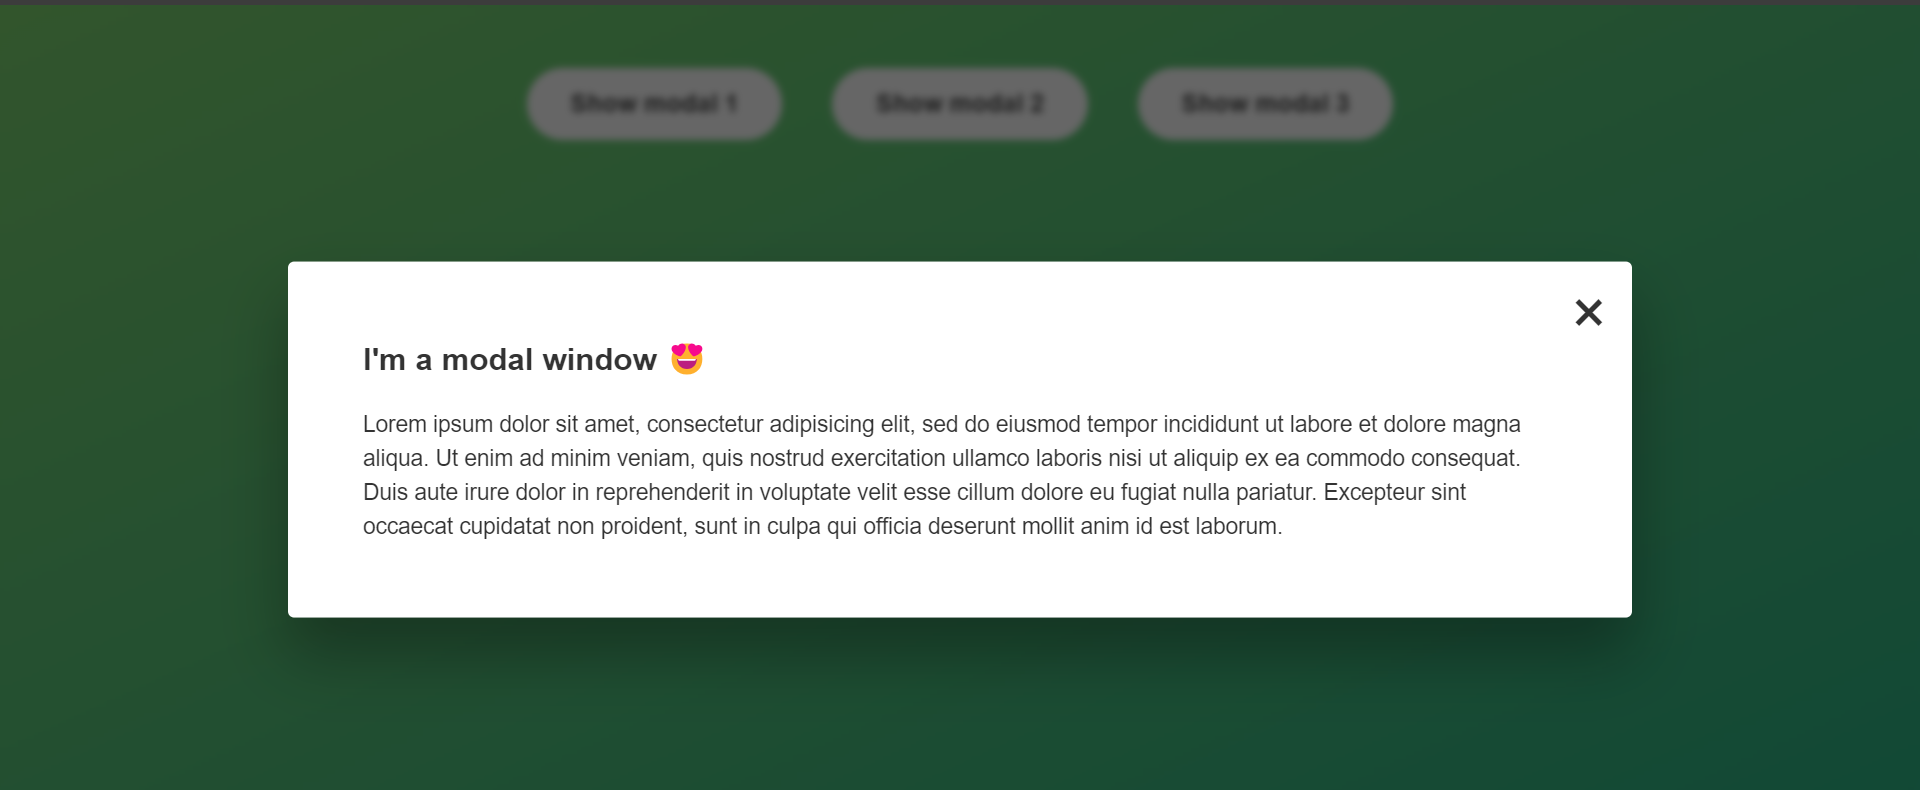 Show modal 1 Show modal 2 Show modal 3
I'm a modal window 😍
Lorem ipsum dolor sit amet, consectetur adipisicing elit, sed do eiusmod tempor incididunt ut labore et dolore magna
aliqua. Ut enim ad minim veniam, quis nostrud exercitation ullamco laboris nisi ut aliquip ex ea commodo consequat.
Duis aute irure dolor in reprehenderit in voluptate velit esse cillum dolore eu fugiat nulla pariatur. Excepteur sint
occaecat cupidatat non proident, sunt in culpa qui officia deserunt mollit anim id est laborum.